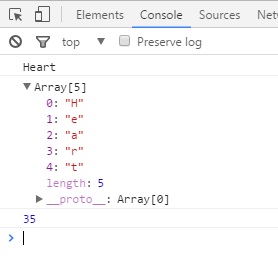 Elements Console Sources Netw
top Preserve log
Heart
Array[5]
0: "H"
1: "e"
2: "a"
3: "r"
4: "t"
length: 5
__proto__: Array[0]
35